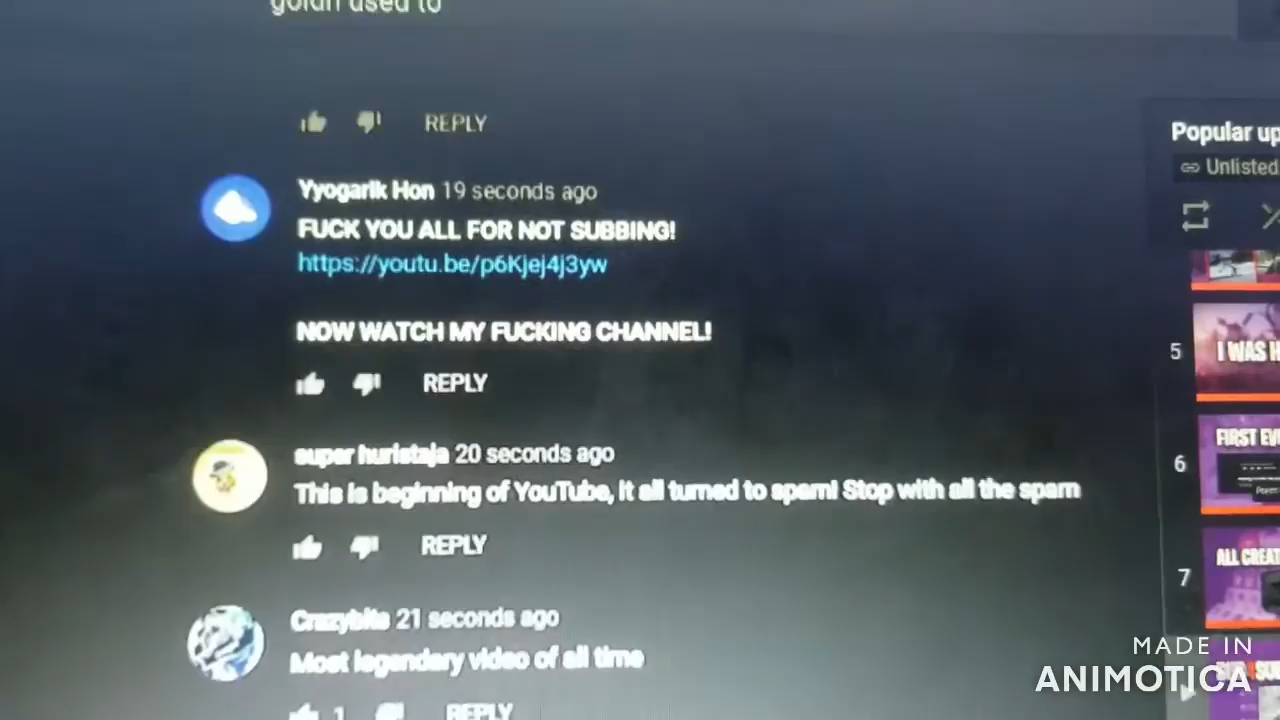 goran used to
REPLY
Yyogarik Hon 19 seconds ago
FUCK YOU ALL FOR NOT SUBBING!
https://youtu.be/p6Kjej4j3yw
NOW WATCH MY FUCKING CHANNEL!
REPLY
super huristaja 20 seconds ago
This is beginning of YouTube, it all turned to spam! Stop with all the spam
REPLY
Crazybite 21 seconds ago
Most legendary video of all time
1 REPLY
Popular up
Unlisted
5 I WAS H
6 FIRST EV
7 ALL CREAT
MADE IN
ANIMOTICA